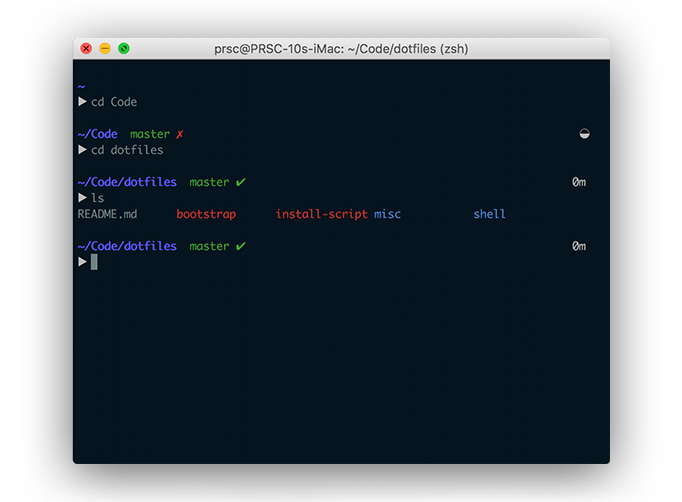 prsc@PRSC-10s-iMac: ~/Code/dotfiles (zsh)
~
▶ cd Code
~/Code master ✗ ◒
▶ cd dotfiles
~/Code/dotfiles master ✔ 0m
▶ ls
README.md bootstrap install-script misc shell
~/Code/dotfiles master ✔ 0m
▶